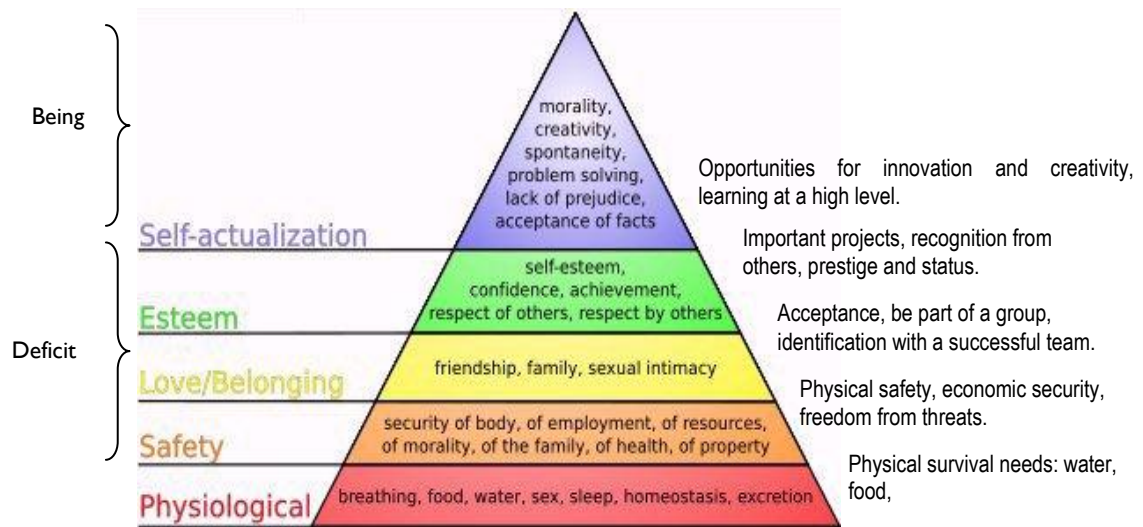 Being
morality,
creativity,
spontaneity,
problem solving,
lack of prejudice,
acceptance of facts
Self-actualization
Opportunities for innovation and creativity,
learning at a high level.
Deficit
self-esteem,
confidence, achievement,
respect of others, respect by others
Esteem
Important projects, recognition from
others, prestige and status.
friendship, family, sexual intimacy
Love/Belonging
Acceptance, be part of a group,
identification with a successful team.
security of body, of employment, of resources,
of morality, of the family, of health, of property
Safety
Physical safety, economic security,
freedom from threats.
breathing, food, water, sex, sleep, homeostasis, excretion
Physiological
Physical survival needs: water,
food,